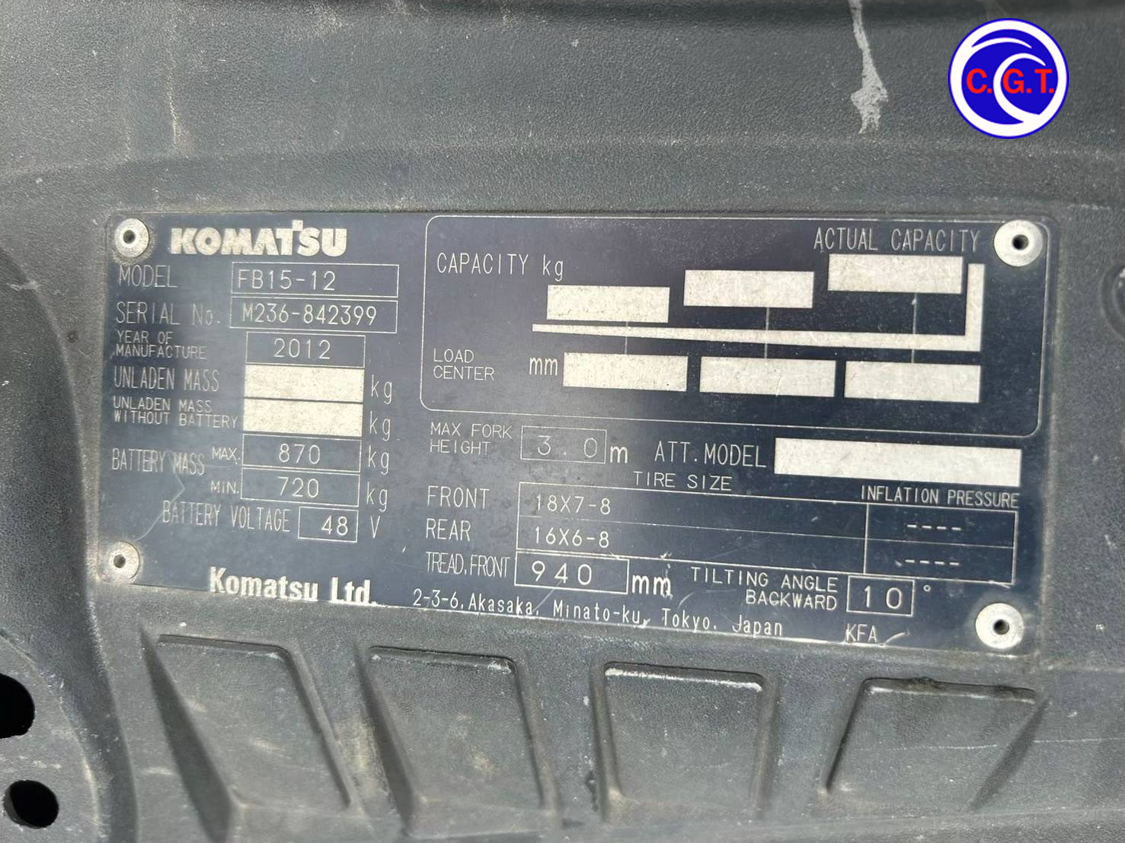 C.G.T.
KOMATSU
MODEL FB15-12
SERIAL No. M236-842399
YEAR OF MANUFACTURE 2012
UNLADEN MASS kg
UNLADEN MASS WITHOUT BATTERY kg
BATTERY MASS MAX. 870 kg
MIN. 720 kg
BATTERY VOLTAGE 48 V
ACTUAL CAPACITY
CAPACITY kg
LOAD CENTER mm
MAX FORK HEIGHT 3.0 m ATT. MODEL
TIRE SIZE INFLATION PRESSURE
FRONT 18X7-8 ----
REAR 16X6-8 ----
TREAD, FRONT 940 mm TILTING ANGLE BACKWARD 10 °
Komatsu Ltd. 2-3-6, Akasaka, Minato-ku, Tokyo, Japan KFA